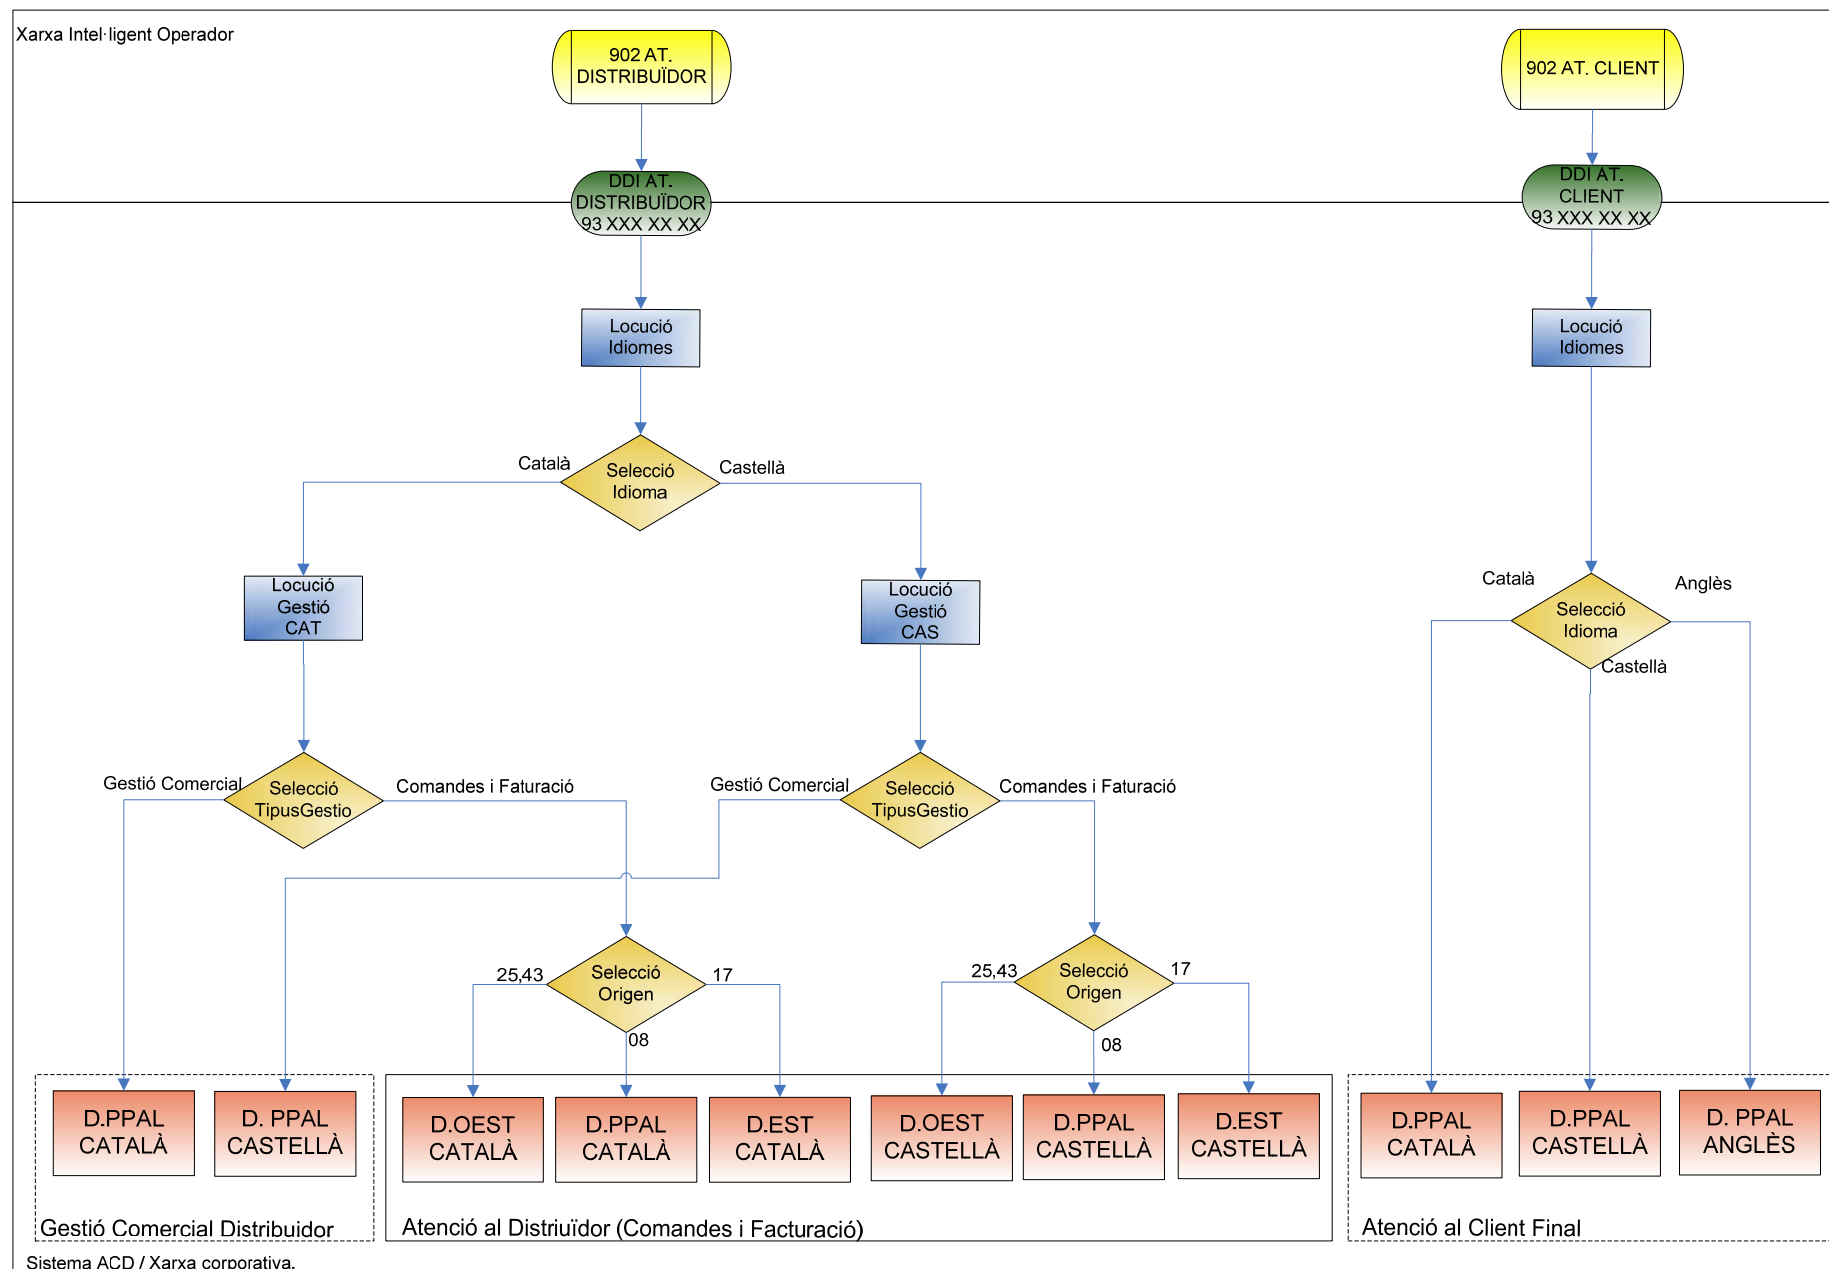 Xarxa Intel·ligent Operador
902 AT.
DISTRIBUÏDOR
902 AT. CLIENT
DDI AT.
DISTRIBUÏDOR
93 XXX XX XX
DDI AT.
CLIENT
93 XXX XX XX
Locució
Idiomes
Locució
Idiomes
Català
Selecció
Idioma
Castellà
Locució
Gestió
CAT
Locució
Gestió
CAS
Català
Selecció
Idioma
Anglès
Castellà
Gestió Comercial
Selecció
TipusGestio
Comandes i Faturació
Gestió Comercial
Selecció
TipusGestio
Comandes i Faturació
25,43
Selecció
Origen
17
08
25,43
Selecció
Origen
17
08
D.PPAL
CATALÀ
D. PPAL
CASTELLÀ
D.OEST
CATALÀ
D.PPAL
CATALÀ
D.EST
CATALÀ
D.OEST
CASTELLÀ
D.PPAL
CASTELLÀ
D.EST
CASTELLÀ
D.PPAL
CATALÀ
D.PPAL
CASTELLÀ
D. PPAL
ANGLÈS
Gestió Comercial Distribuidor
Atenció al Distriuïdor (Comandes i Facturació)
Atenció al Client Final
Sistema ACD / Xarxa corporativa.